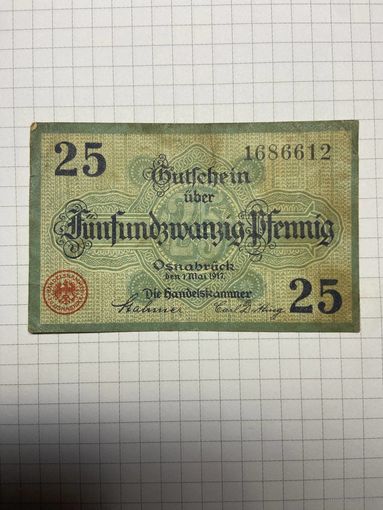 25
1686612
Gutschein
über
Fünfundzwanzig Pfennig
Osnabrück
den 1. Mai 1917.
Die Handelskammer
25